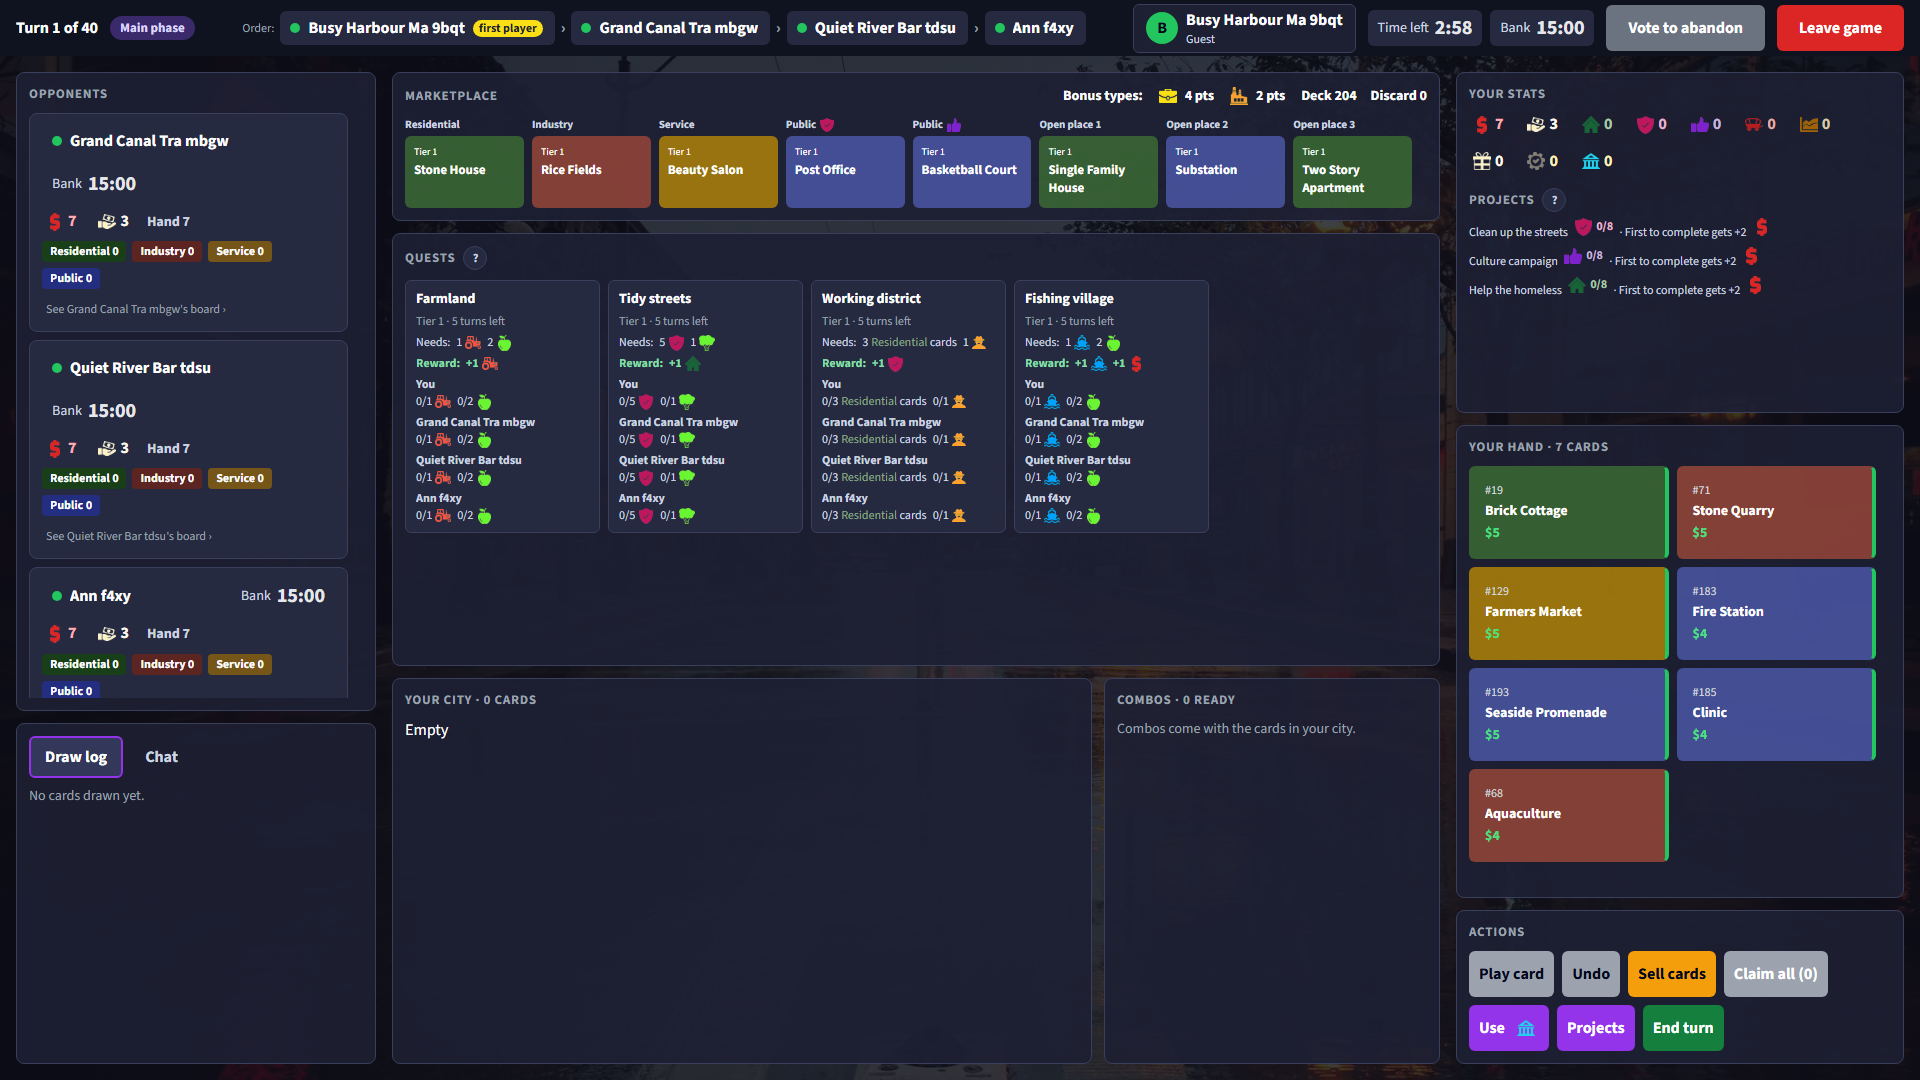 Turn 1 of 40 Main phase Order: Busy Harbour Ma 9bqt first player › Grand Canal Tra mbgw › Quiet River Bar tdsu › Ann f4xy
B Busy Harbour Ma 9bqt
Guest
Time left 2:58 Bank 15:00 Vote to abandon Leave game
OPPONENTS
Grand Canal Tra mbgw
Bank 15:00
7 3 Hand 7
Residential 0 Industry 0 Service 0
Public 0
See Grand Canal Tra mbgw's board ›
Quiet River Bar tdsu
Bank 15:00
7 3 Hand 7
Residential 0 Industry 0 Service 0
Public 0
See Quiet River Bar tdsu's board ›
Ann f4xy Bank 15:00
7 3 Hand 7
Residential 0 Industry 0 Service 0
Public 0
Draw log Chat
No cards drawn yet.
MARKETPLACE Bonus types: 4 pts 2 pts Deck 204 Discard 0
Residential Industry Service Public Public Open place 1 Open place 2 Open place 3
Tier 1 Tier 1 Tier 1 Tier 1 Tier 1 Tier 1 Tier 1 Tier 1
Stone House Rice Fields Beauty Salon Post Office Basketball Court Single Family Substation Two Story
House Apartment
QUESTS ?
Farmland
Tier 1 · 5 turns left
Needs: 1 2
Reward: +1
You
0/1 0/2
Grand Canal Tra mbgw
0/1 0/2
Quiet River Bar tdsu
0/1 0/2
Ann f4xy
0/1 0/2
Tidy streets
Tier 1 · 5 turns left
Needs: 5 1
Reward: +1
You
0/5 0/1
Grand Canal Tra mbgw
0/5 0/1
Quiet River Bar tdsu
0/5 0/1
Ann f4xy
0/5 0/1
Working district
Tier 1 · 5 turns left
Needs: 3 Residential cards 1
Reward: +1
You
0/3 Residential cards 0/1
Grand Canal Tra mbgw
0/3 Residential cards 0/1
Quiet River Bar tdsu
0/3 Residential cards 0/1
Ann f4xy
0/3 Residential cards 0/1
Fishing village
Tier 1 · 5 turns left
Needs: 1 2
Reward: +1 +1
You
0/1 0/2
Grand Canal Tra mbgw
0/1 0/2
Quiet River Bar tdsu
0/1 0/2
Ann f4xy
0/1 0/2
YOUR CITY · 0 CARDS
Empty
COMBOS · 0 READY
Combos come with the cards in your city.
YOUR STATS
7 3 0 0 0 0 0
0 0 0
PROJECTS ?
Clean up the streets 0/8 · First to complete gets +2
Culture campaign 0/8 · First to complete gets +2
Help the homeless 0/8 · First to complete gets +2
YOUR HAND · 7 CARDS
#19
Brick Cottage
$5
#71
Stone Quarry
$5
#129
Farmers Market
$5
#183
Fire Station
$4
#193
Seaside Promenade
$5
#185
Clinic
$4
#68
Aquaculture
$4
ACTIONS
Play card Undo Sell cards Claim all (0)
Use Projects End turn